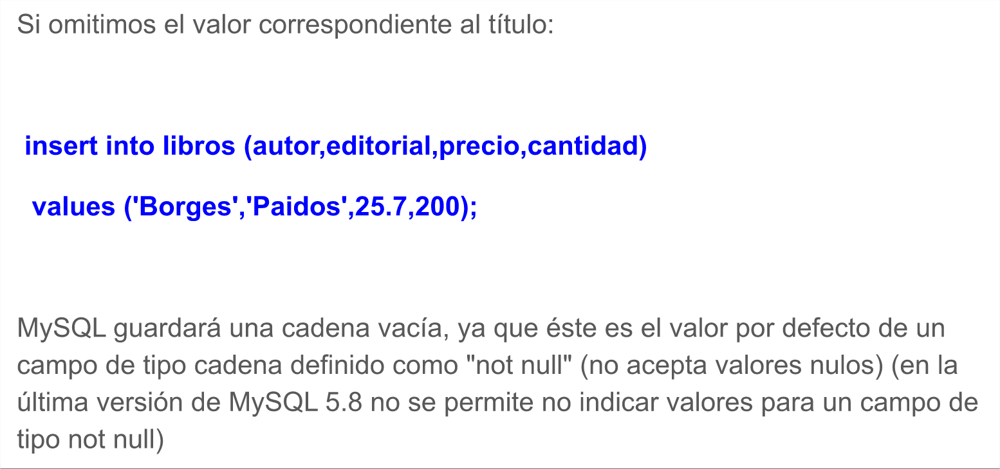 Si omitimos el valor correspondiente al título:
insert into libros (autor,editorial,precio,cantidad)
values ('Borges','Paidos',25.7,200);
MySQL guardará una cadena vacía, ya que éste es el valor por defecto de un
campo de tipo cadena definido como "not null" (no acepta valores nulos) (en la
última versión de MySQL 5.8 no se permite no indicar valores para un campo de
tipo not null)